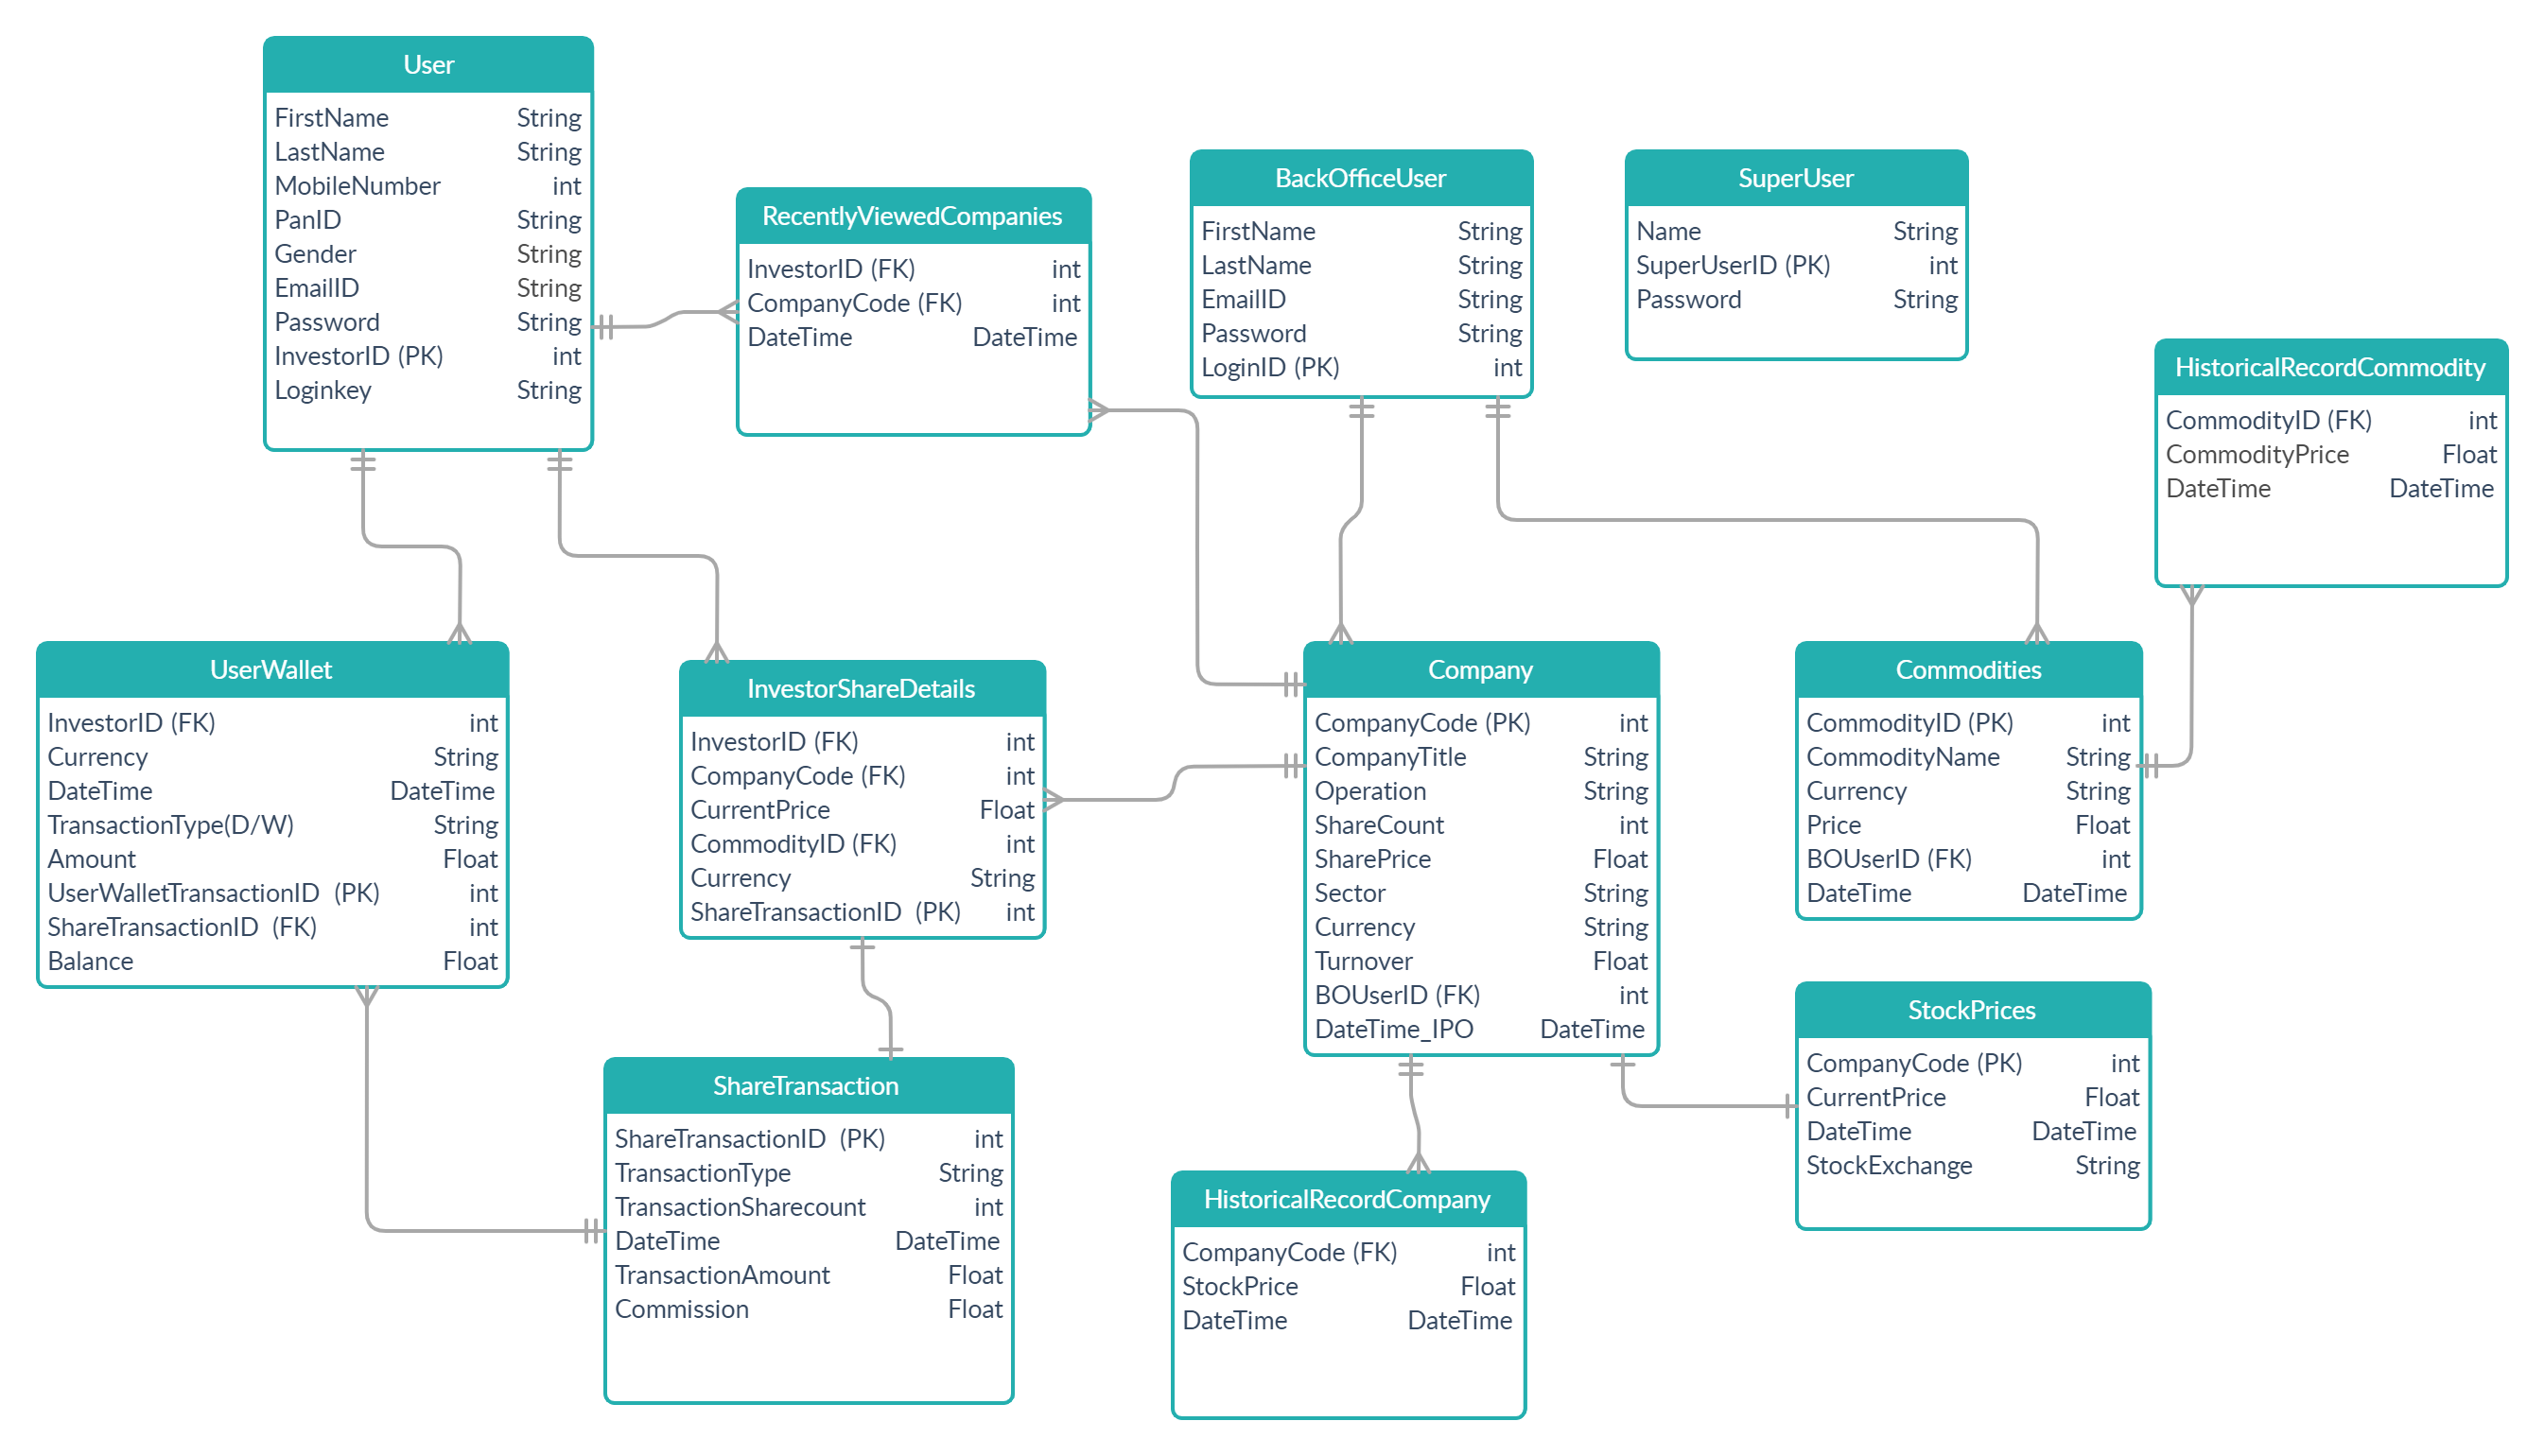 User
FirstName String
LastName String
MobileNumber int
PanID String
Gender String
EmailID String
Password String
InvestorID (PK) int
Loginkey String
RecentlyViewedCompanies
InvestorID (FK) int
CompanyCode (FK) int
DateTime DateTime
BackOfficeUser
FirstName String
LastName String
EmailID String
Password String
LoginID (PK) int
SuperUser
Name String
SuperUserID (PK) int
Password String
HistoricalRecordCommodity
CommodityID (FK) int
CommodityPrice Float
DateTime DateTime
UserWallet
InvestorID (FK) int
Currency String
DateTime DateTime
TransactionType(D/W) String
Amount Float
UserWalletTransactionID (PK) int
ShareTransactionID (FK) int
Balance Float
InvestorShareDetails
InvestorID (FK) int
CompanyCode (FK) int
CurrentPrice Float
CommodityID (FK) int
Currency String
ShareTransactionID (PK) int
Company
CompanyCode (PK) int
CompanyTitle String
Operation String
ShareCount int
SharePrice Float
Sector String
Currency String
Turnover Float
BOUserID (FK) int
DateTime_IPO DateTime
Commodities
CommodityID (PK) int
CommodityName String
Currency String
Price Float
BOUserID (FK) int
DateTime DateTime
StockPrices
CompanyCode (PK) int
CurrentPrice Float
DateTime DateTime
StockExchange String
ShareTransaction
ShareTransactionID (PK) int
TransactionType String
TransactionSharecount int
DateTime DateTime
TransactionAmount Float
Commission Float
HistoricalRecordCompany
CompanyCode (FK) int
StockPrice Float
DateTime DateTime